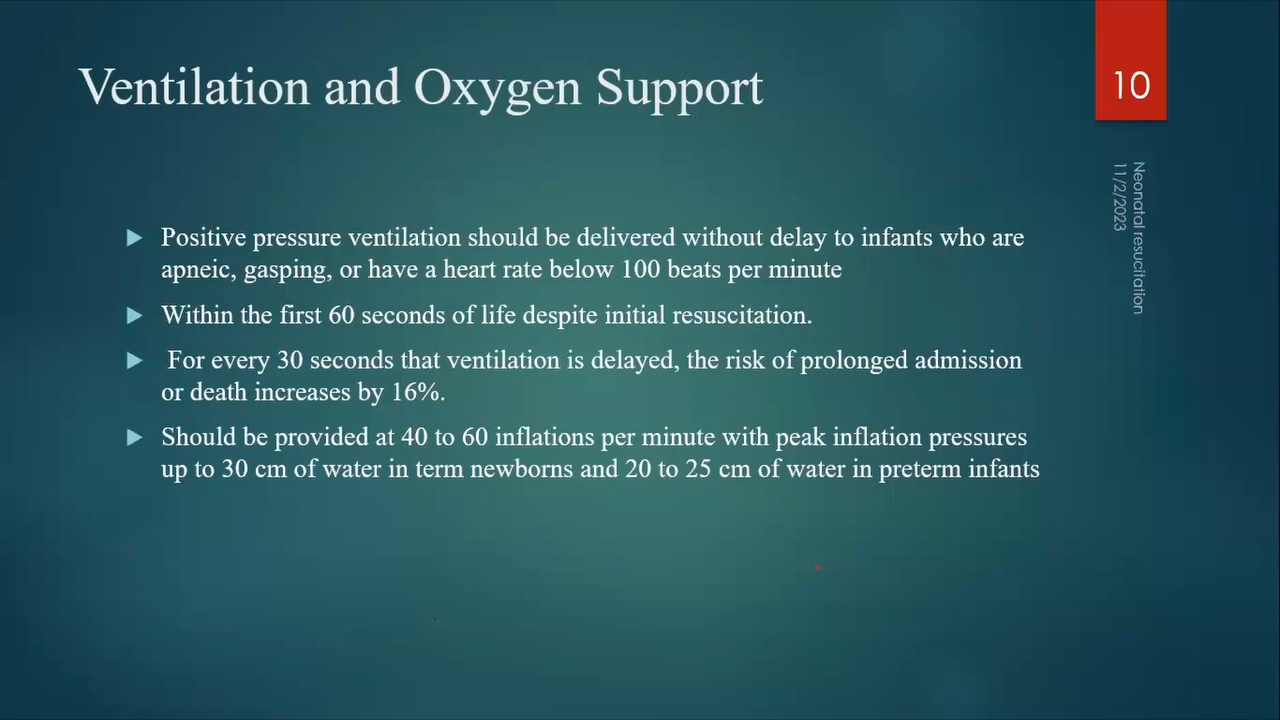 Ventilation and Oxygen Support
10
Neonatal resucitation
11/2/2023
Positive pressure ventilation should be delivered without delay to infants who are
apneic, gasping, or have a heart rate below 100 beats per minute
Within the first 60 seconds of life despite initial resuscitation.
For every 30 seconds that ventilation is delayed, the risk of prolonged admission
or death increases by 16%.
Should be provided at 40 to 60 inflations per minute with peak inflation pressures
up to 30 cm of water in term newborns and 20 to 25 cm of water in preterm infants